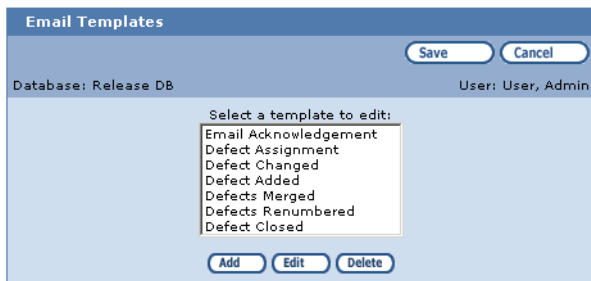 Email Templates
Save Cancel
Database: Release DB User: User, Admin
Select a template to edit:
Email Acknowledgement
Defect Assignment
Defect Changed
Defect Added
Defects Merged
Defects Renumbered
Defect Closed
Add Edit Delete